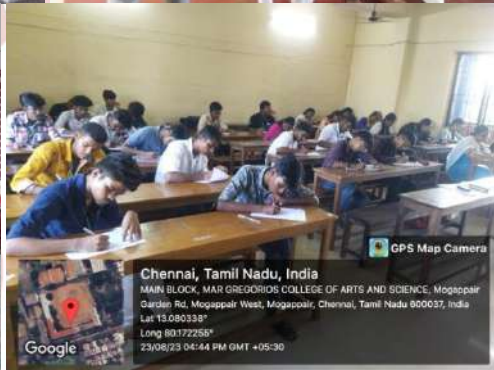 GPS Map Camera
Chennai, Tamil Nadu, India
MAIN BLOCK, MAR GREGORIOS COLLEGE OF ARTS AND SCIENCE, Mogappair
Garden Rd, Mogappair West, Mogappair, Chennai, Tamil Nadu 600037, India
Lat 13.080338°
Long 80.172255°
23/08/23 04:44 PM GMT +05:30
Google